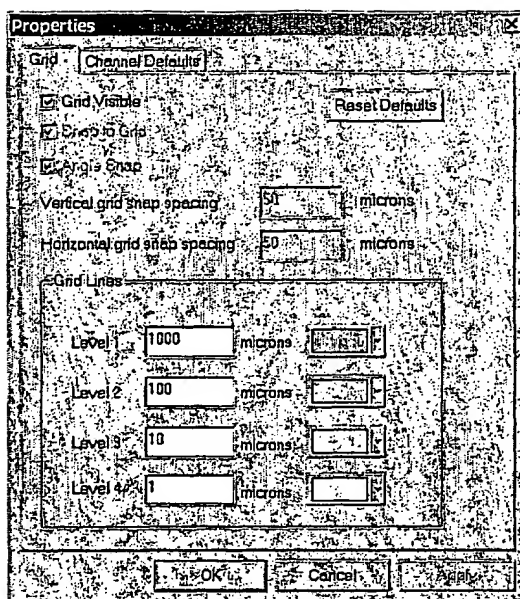 Properties
Grid Channel Defaults
Grid Visible
Reset Defaults
Snap to Grid
Angle Snap
Vertical grid snap spacing 50 microns
Horizontal grid snap spacing 50 microns
Grid Lines
Level 1 1000 microns
Level 2 100 microns
Level 3 10 microns
Level 4 1 microns
OK Cancel Apply